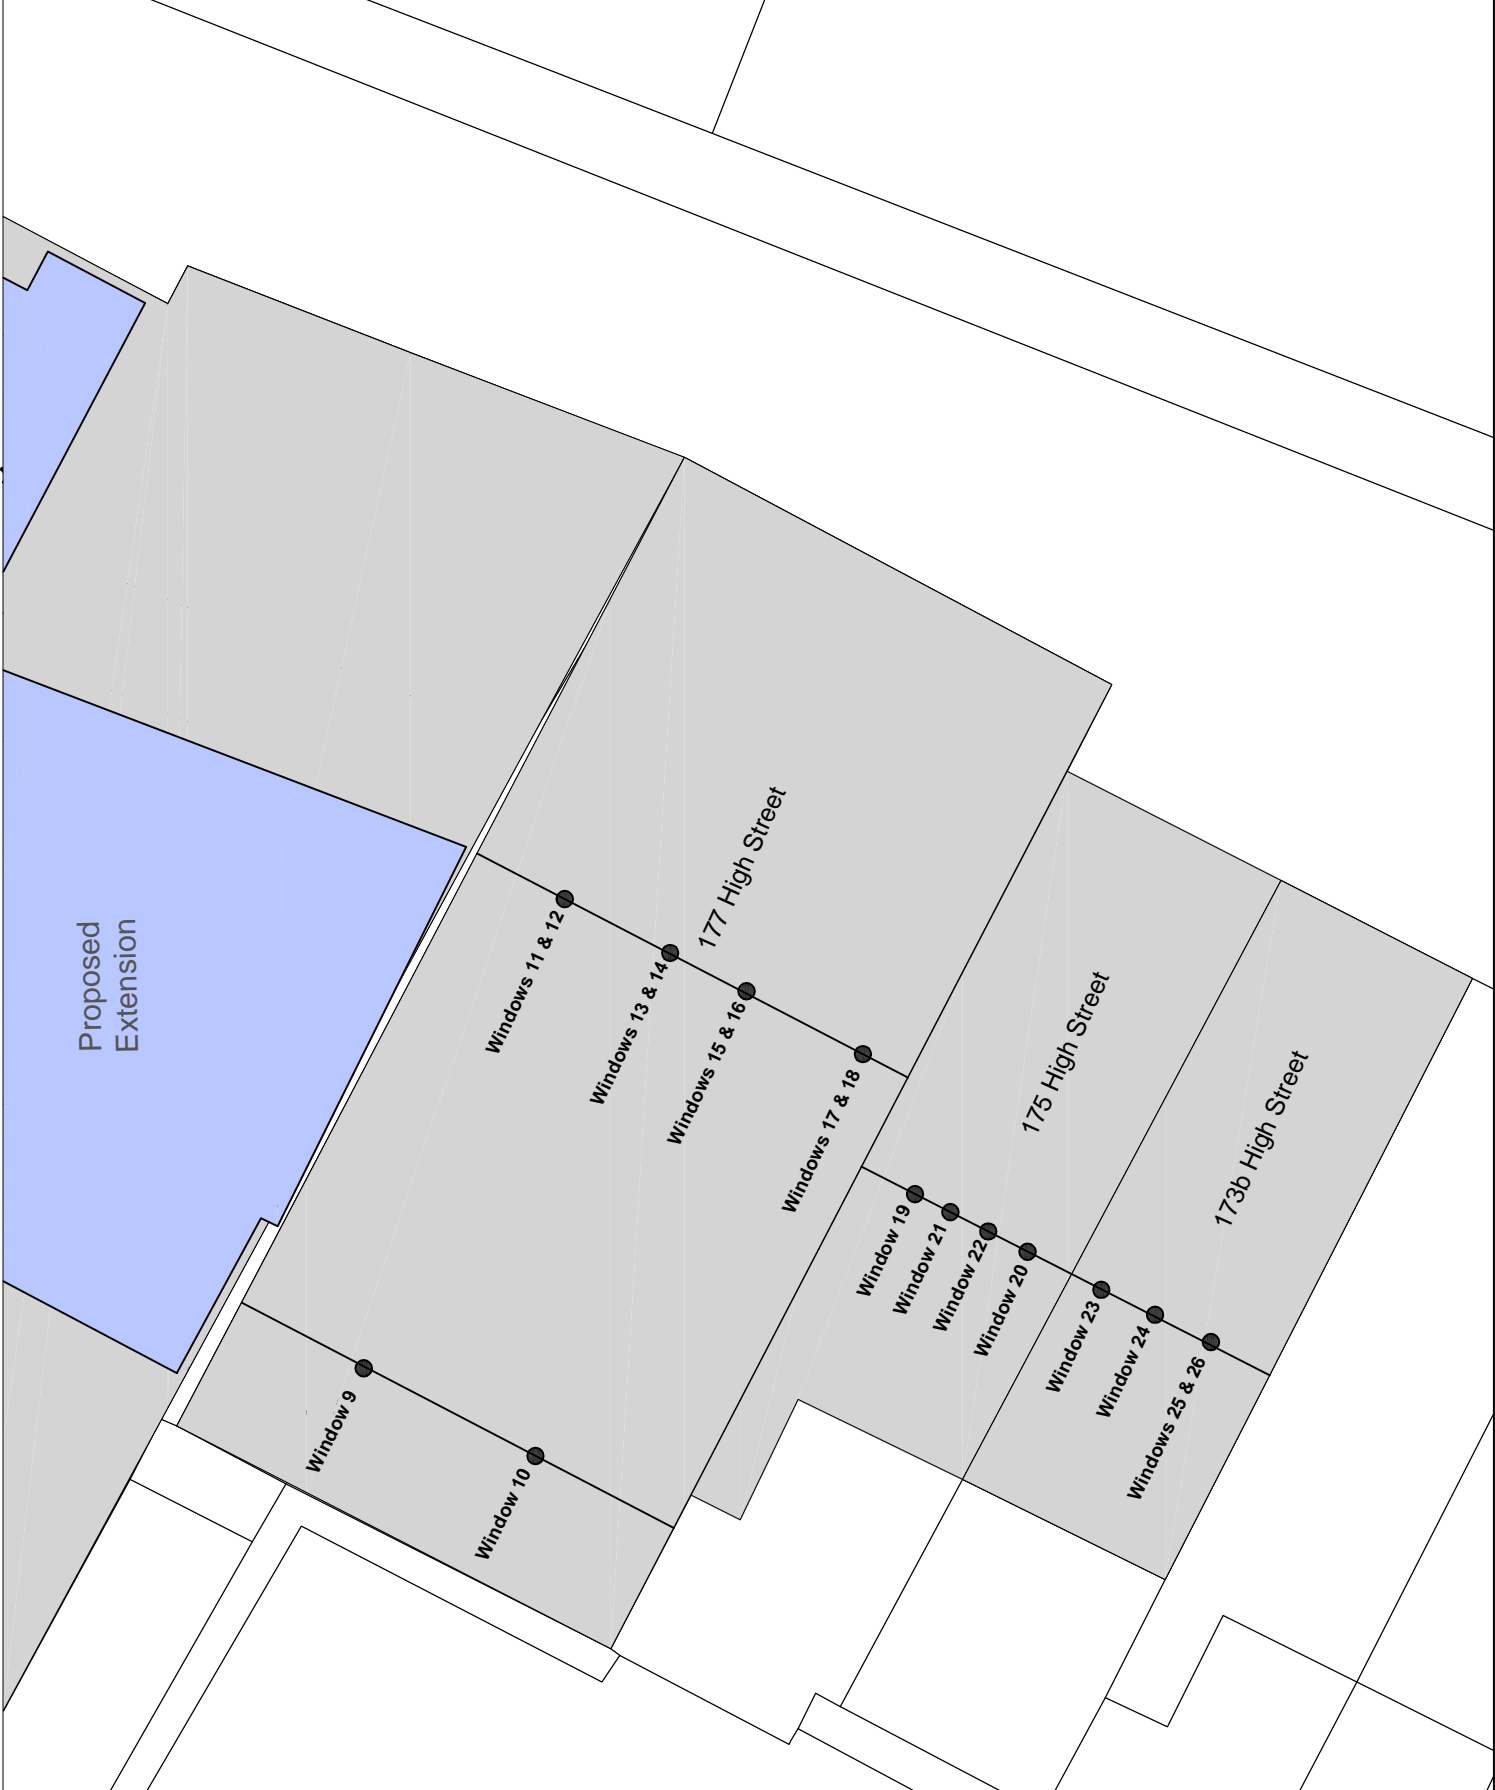 Proposed
Extension
177 High Street
Windows 11 & 12
Windows 13 & 14
Windows 15 & 16
Windows 17 & 18
175 High Street
173b High Street
Window 19
Window 21
Window 22
Window 20
Window 23
Window 24
Windows 25 & 26
Window 9
Window 10